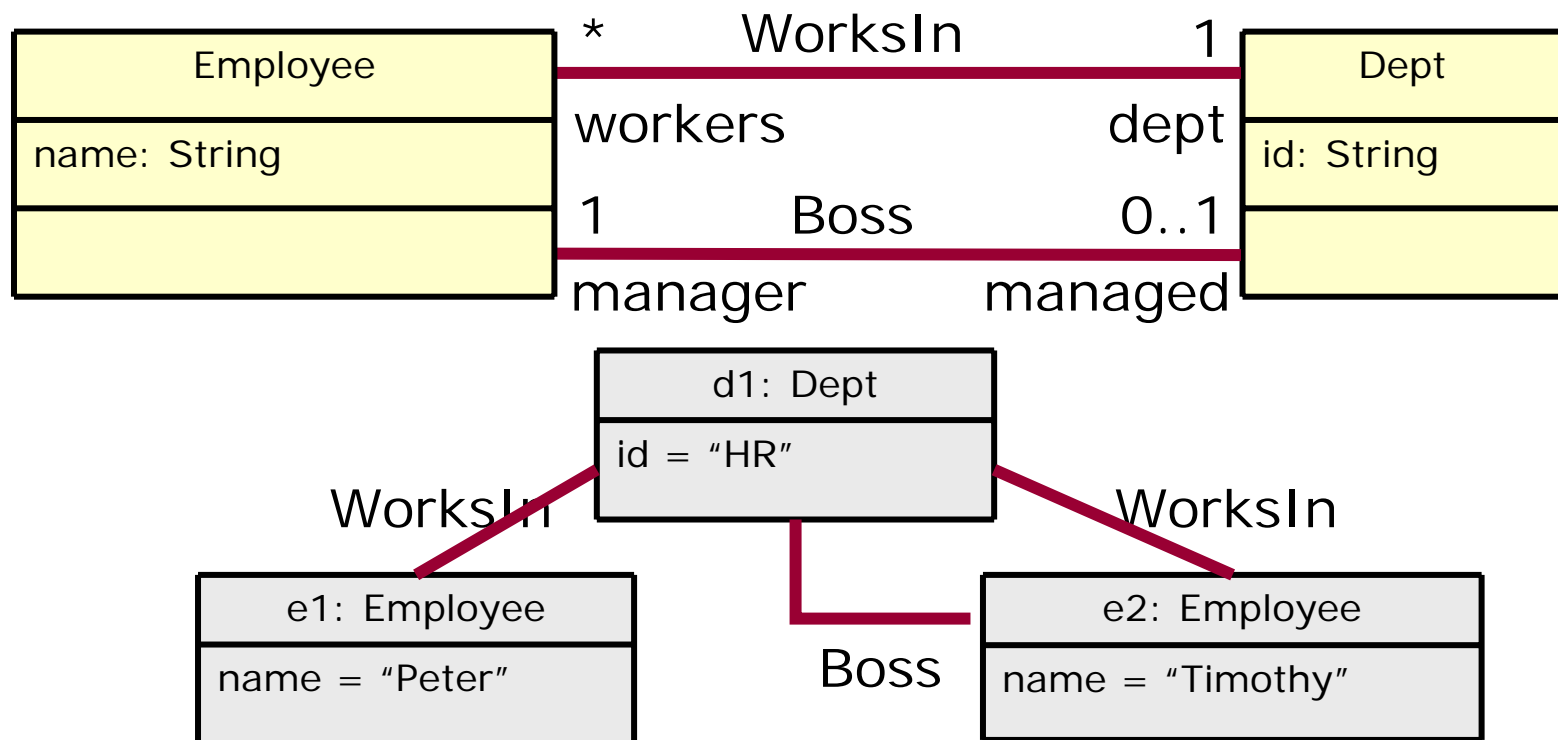 * WorksIn 1
Employee
Dept
workers dept
name: String
id: String
1 Boss 0..1
manager managed
d1: Dept
id = “HR”
WorksIn WorksIn
e1: Employee
e2: Employee
Boss
name = “Peter”
name = “Timothy”